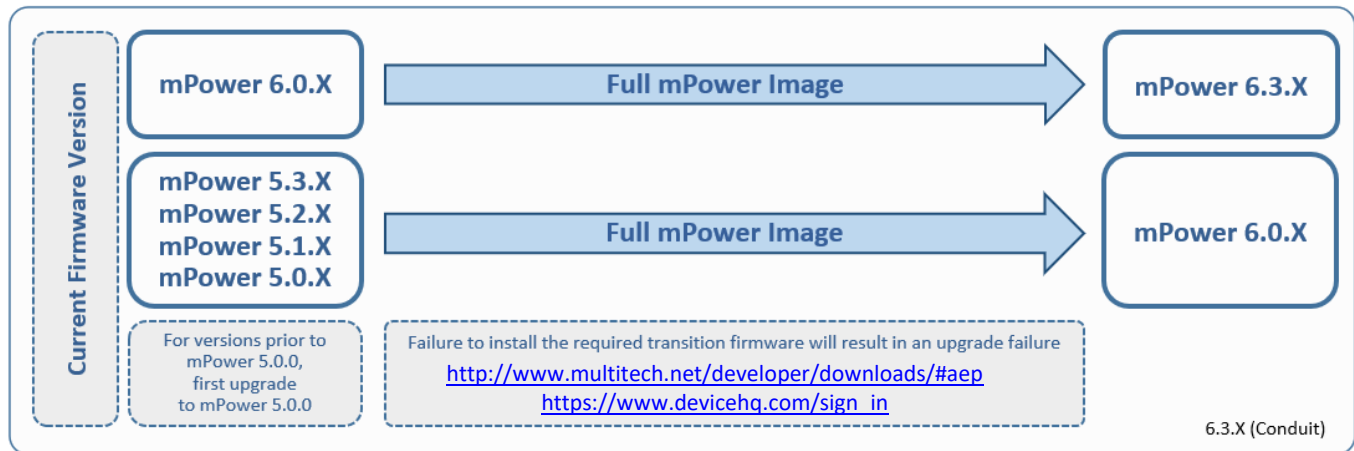 Current Firmware Version
mPower 6.0.X
Full mPower Image
mPower 6.3.X
mPower 5.3.X
mPower 5.2.X
mPower 5.1.X
mPower 5.0.X
Full mPower Image
mPower 6.0.X
For versions prior to
mPower 5.0.0,
first upgrade
to mPower 5.0.0
Failure to install the required transition firmware will result in an upgrade failure
http://www.multitech.net/developer/downloads/#aep
https://www.devicehq.com/sign_in
6.3.X (Conduit)